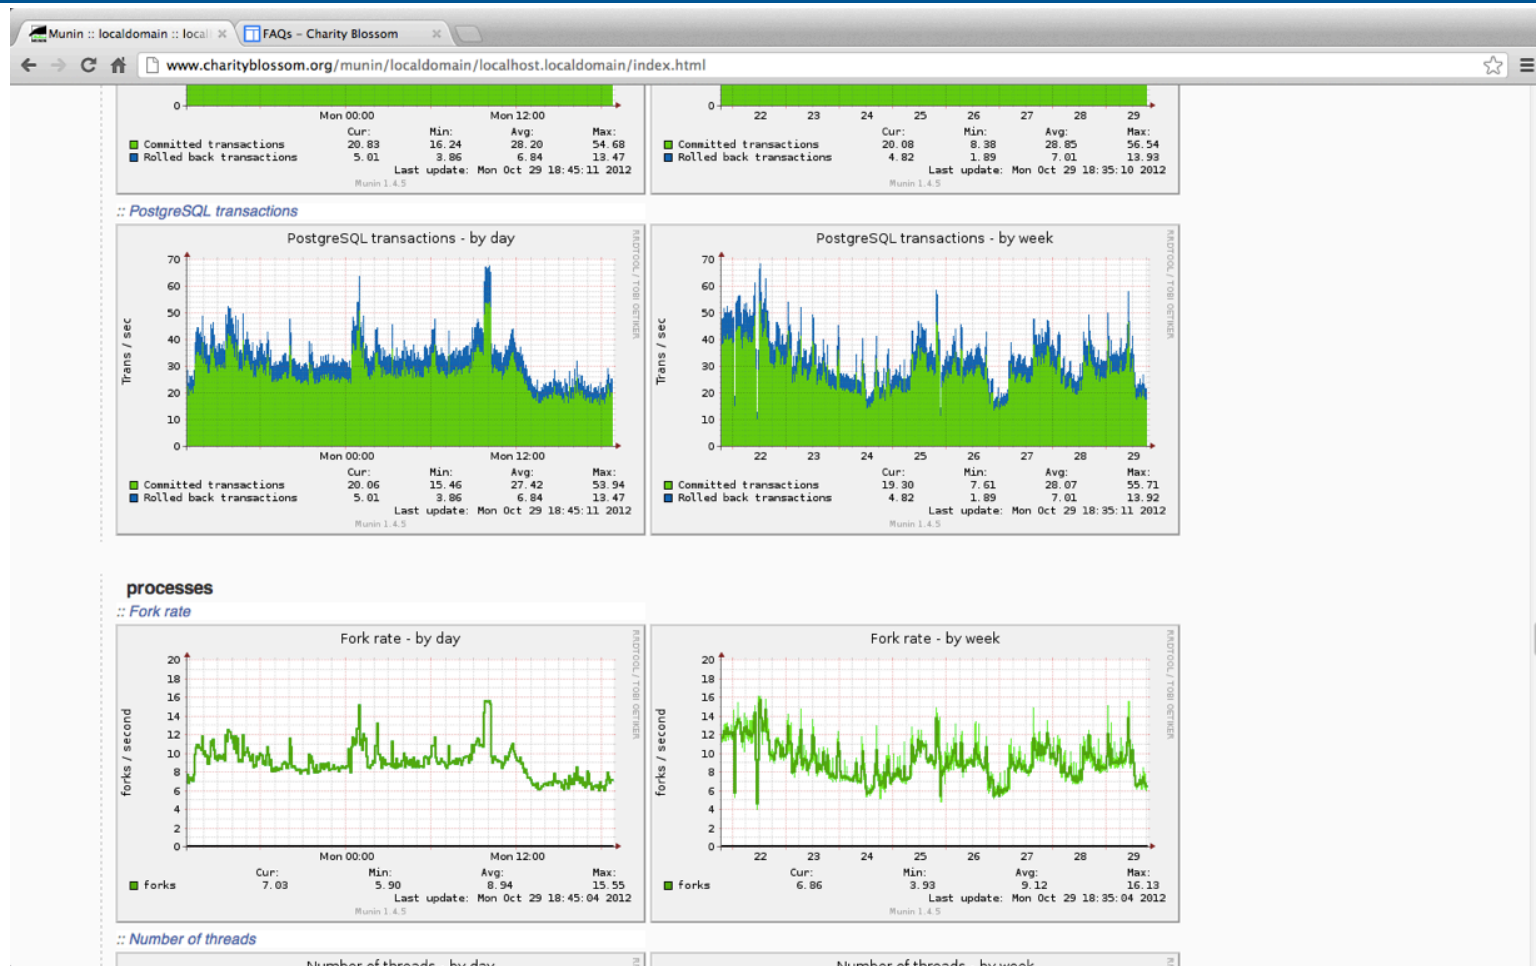 Munin :: localdomain :: local
FAQs – Charity Blossom
www.charityblossom.org/munin/localdomain/localhost.localdomain/index.html
0
Mon 00:00 Mon 12:00
Cur: Min: Avg: Max:
Committed transactions 20.83 16.24 28.20 54.68
Rolled back transactions 5.01 3.86 6.84 13.47
Last update: Mon Oct 29 18:45:11 2012
Munin 1.4.5
0
22 23 24 25 26 27 28 29
Cur: Min: Avg: Max:
Committed transactions 20.08 8.38 28.85 56.54
Rolled back transactions 4.82 1.89 7.01 13.93
Last update: Mon Oct 29 18:35:10 2012
Munin 1.4.5
:: PostgreSQL transactions
PostgreSQL transactions - by day
RRDTOOL / TOBI OETIKER
Trans / sec
70
60
50
40
30
20
10
0
Mon 00:00 Mon 12:00
Cur: Min: Avg: Max:
Committed transactions 20.06 15.46 27.42 53.94
Rolled back transactions 5.01 3.86 6.84 13.47
Last update: Mon Oct 29 18:45:11 2012
Munin 1.4.5
PostgreSQL transactions - by week
RRDTOOL / TOBI OETIKER
Trans / sec
70
60
50
40
30
20
10
0
22 23 24 25 26 27 28 29
Cur: Min: Avg: Max:
Committed transactions 19.30 7.61 28.07 55.71
Rolled back transactions 4.82 1.89 7.01 13.92
Last update: Mon Oct 29 18:35:11 2012
Munin 1.4.5
processes
:: Fork rate
Fork rate - by day
RRDTOOL / TOBI OETIKER
forks / second
20
18
16
14
12
10
8
6
4
2
0
Mon 00:00 Mon 12:00
Cur: Min: Avg: Max:
forks 7.03 5.90 8.94 15.55
Last update: Mon Oct 29 18:45:04 2012
Munin 1.4.5
Fork rate - by week
RRDTOOL / TOBI OETIKER
forks / second
20
18
16
14
12
10
8
6
4
2
0
22 23 24 25 26 27 28 29
Cur: Min: Avg: Max:
forks 6.86 3.93 9.12 16.13
Last update: Mon Oct 29 18:35:04 2012
Munin 1.4.5
:: Number of threads
Number of threads - by day
Number of threads - by week